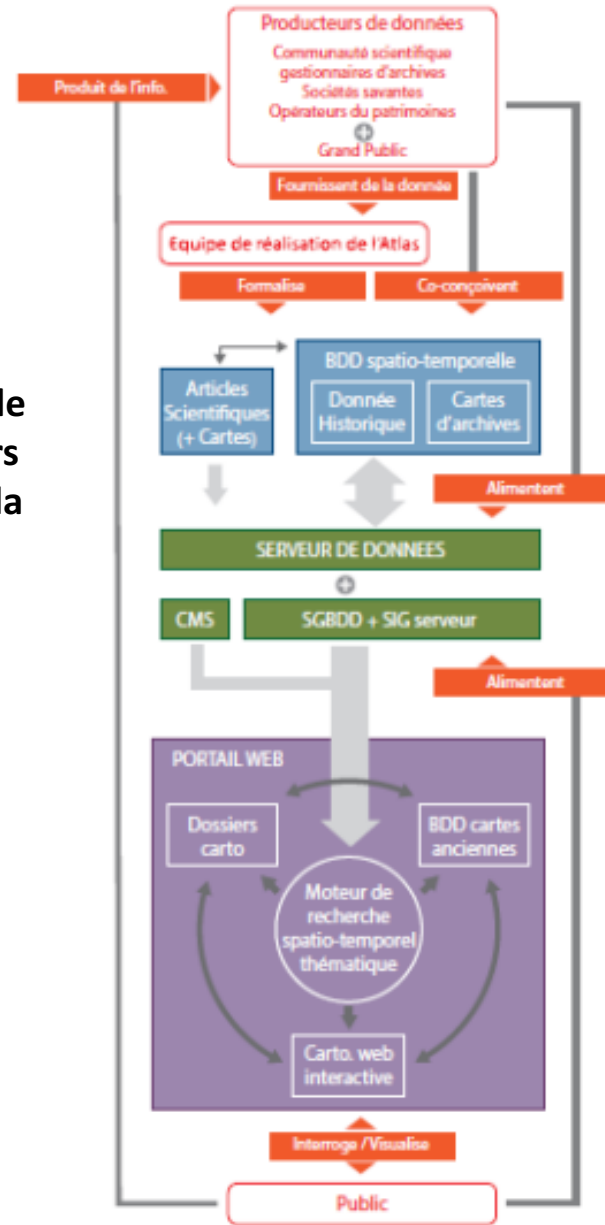 Producteurs de données
Communauté scientifique
gestionnaires d'archives
Sociétés savantes
Opérateurs du patrimoines
Grand Public
Produit de l'info.
Fournissent de la donnée
Equipe de réalisation de l'Atlas
Formalise
Co-conçoivent
BDD spatio-temporelle
Articles
Scientifiques
(+ Cartes)
Donnée
Historique
Cartes
d'archives
de
rs
la
Alimentent
SERVEUR DE DONNEES
CMS
SGBDD + SIG serveur
Alimentent
PORTAIL WEB
Dossiers
carto
BDD cartes
anciennes
Moteur de
recherche
spatio-temporel
thématique
Carto. web
interactive
Interroge / Visualise
Public